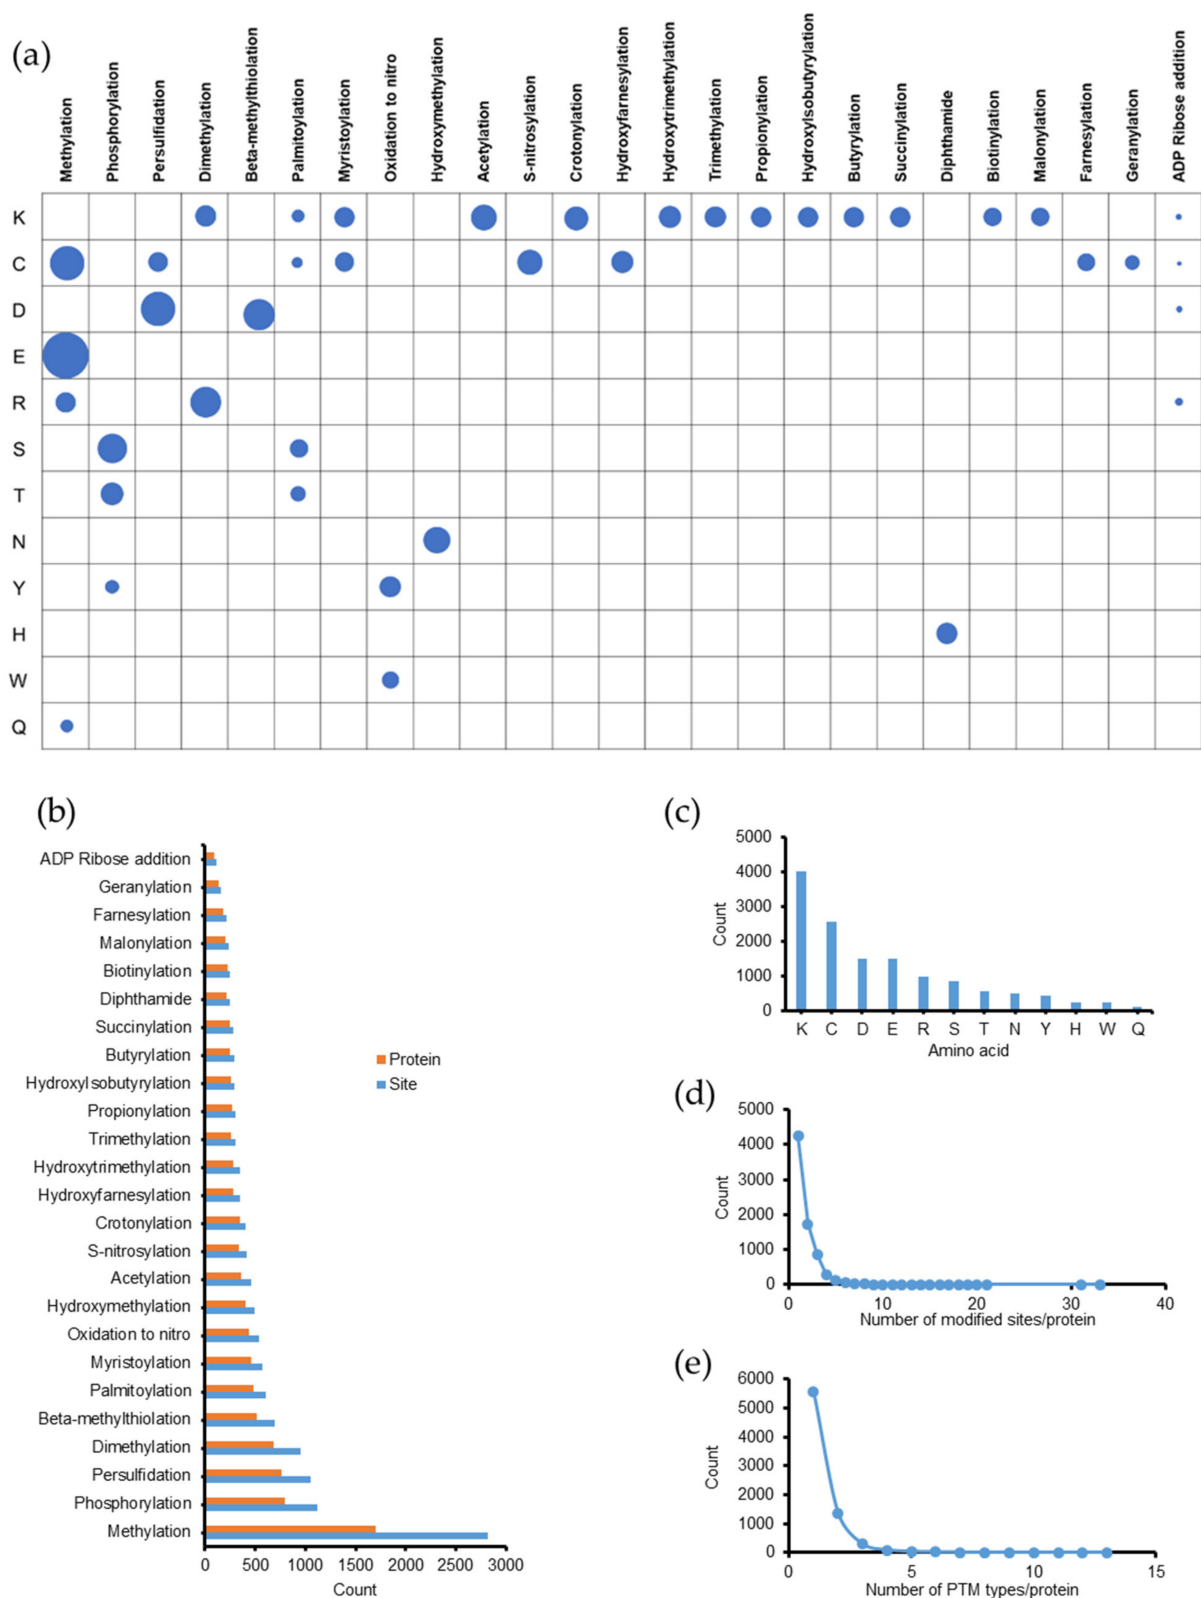 (a)
Methylation
Phosphorylation
Persulfidation
Dimethylation
Beta-methylthiolation
Palmitoylation
Myristoylation
Oxidation to nitro
Hydroxymethylation
Acetylation
S-nitrosylation
Crotonylation
Hydroxyfarnesylation
Hydroxytrimethylation
Trimethylation
Propionylation
Hydroxylsobutyrylation
Butyrylation
Succinylation
Diphthamide
Biotinylation
Malonylation
Farnesylation
Geranylation
ADP Ribose addition
K
C
D
E
R
S
T
N
Y
H
W
Q
(b)
ADP Ribose addition
Geranylation
Farnesylation
Malonylation
Biotinylation
Diphthamide
Succinylation
Butyrylation
Hydroxylsobutyrylation
Propionylation
Trimethylation
Hydroxytrimethylation
Hydroxyfarnesylation
Crotonylation
S-nitrosylation
Acetylation
Hydroxymethylation
Oxidation to nitro
Myristoylation
Palmitoylation
Beta-methylthiolation
Dimethylation
Persulfidation
Phosphorylation
Methylation
Protein
Site
0 500 1000 1500 2000 2500 3000
Count
(c)
5000
4000
3000
2000
1000
0
Count
K C D E R S T N Y H W Q
Amino acid
(d)
5000
4000
3000
2000
1000
0
Count
0 10 20 30 40
Number of modified sites/protein
(e)
6000
5000
4000
3000
2000
1000
0
Count
0 5 10 15
Number of PTM types/protein